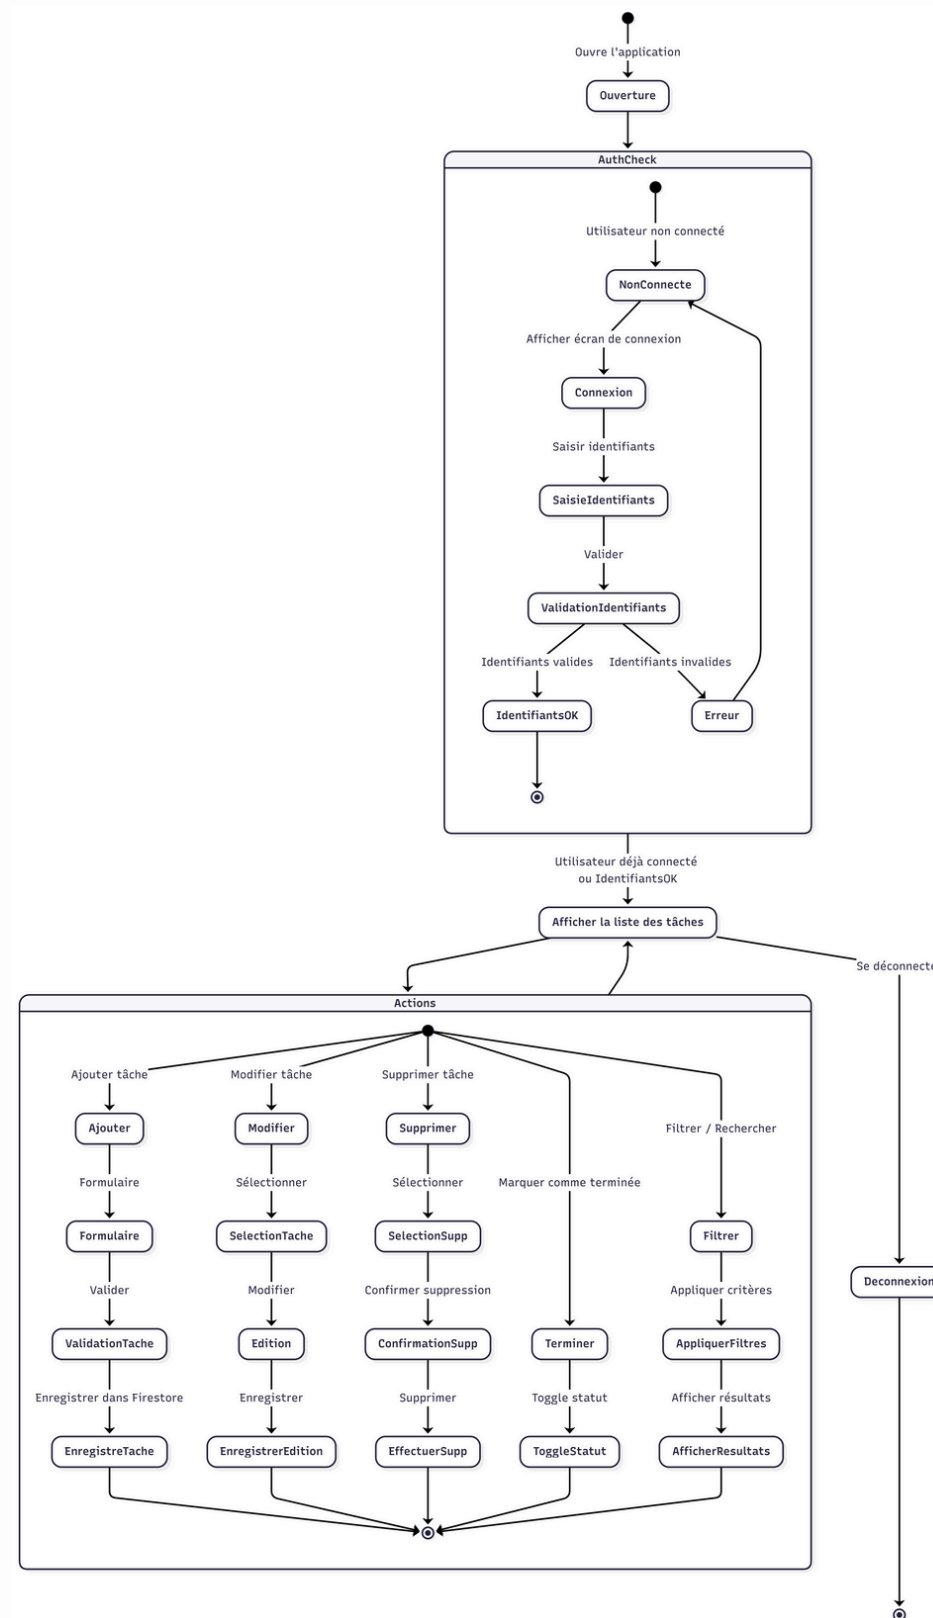 Ouvre l'application
Ouverture
AuthCheck
Utilisateur non connecté
NonConnecte
Afficher écran de connexion
Connexion
Saisir identifiants
SaisieIdentifiants
Valider
ValidationIdentifiants
Identifiants valides
Identifiants invalides
IdentifiantsOK
Erreur
Utilisateur déjà connecté
ou IdentifiantsOK
Afficher la liste des tâches
Se déconnecte
Actions
Ajouter tâche
Modifier tâche
Supprimer tâche
Ajouter
Modifier
Supprimer
Filtrer / Rechercher
Formulaire
Sélectionner
Sélectionner
Marquer comme terminée
Formulaire
SelectionTache
SelectionSupp
Filtrer
Deconnexion
Valider
Modifier
Confirmer suppression
Appliquer critères
ValidationTache
Edition
ConfirmationSupp
Terminer
AppliquerFiltres
Enregistrer dans Firestore
Enregistrer
Supprimer
Toggle statut
Afficher résultats
EnregistreTache
EnregistrerEdition
EffectuerSupp
ToggleStatut
AfficherResultats